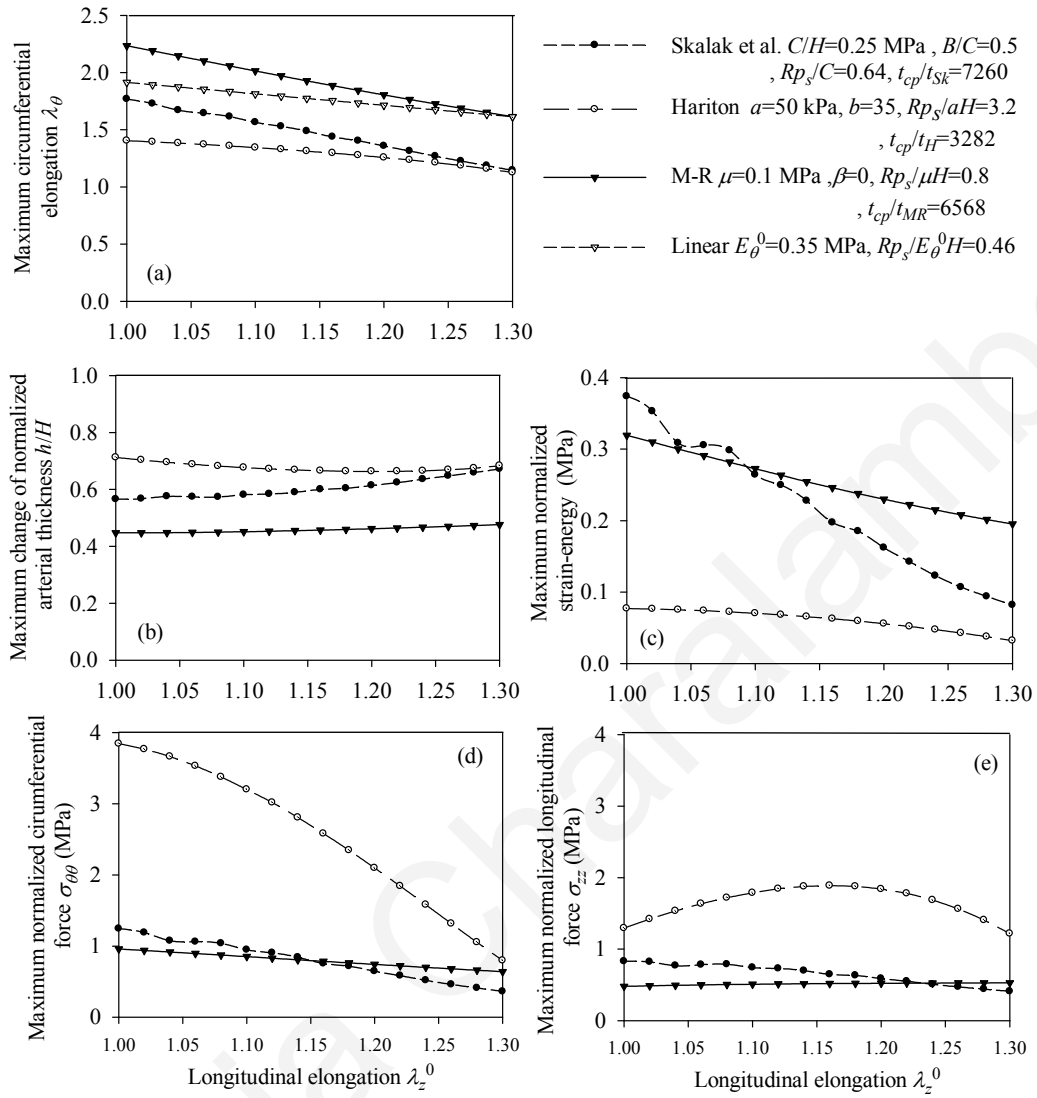 2.5
2.0
1.5
1.0
0.5
0.0
Maximum circumferential
elongation λθ
(a)
1.00 1.05 1.10 1.15 1.20 1.25 1.30
Skalak et al. C/H=0.25 MPa , B/C=0.5
, Rps/C=0.64, tcp/tSk=7260
Hariton a=50 kPa, b=35, Rps/aH=3.2
, tcp/tH=3282
M-R μ=0.1 MPa ,β=0, Rps/μH=0.8
, tcp/tMR=6568
Linear Eθ0=0.35 MPa, Rps/Eθ0H=0.46
1.0
0.8
0.6
0.4
0.2
0.0
Maximum change of normalized
arterial thickness h/H
(b)
1.00 1.05 1.10 1.15 1.20 1.25 1.30
0.4
0.3
0.2
0.1
0.0
Maximum normalized
strain-energy (MPa)
(c)
1.00 1.05 1.10 1.15 1.20 1.25 1.30
4
3
2
1
0
Maximum normalized cirumferential
force σθθ (MPa)
(d)
1.00 1.05 1.10 1.15 1.20 1.25 1.30
Longitudinal elongation λz0
4
3
2
1
0
Maximum normalized longitudinal
force σzz (MPa)
(e)
1.00 1.05 1.10 1.15 1.20 1.25 1.30
Longitudinal elongation λz0